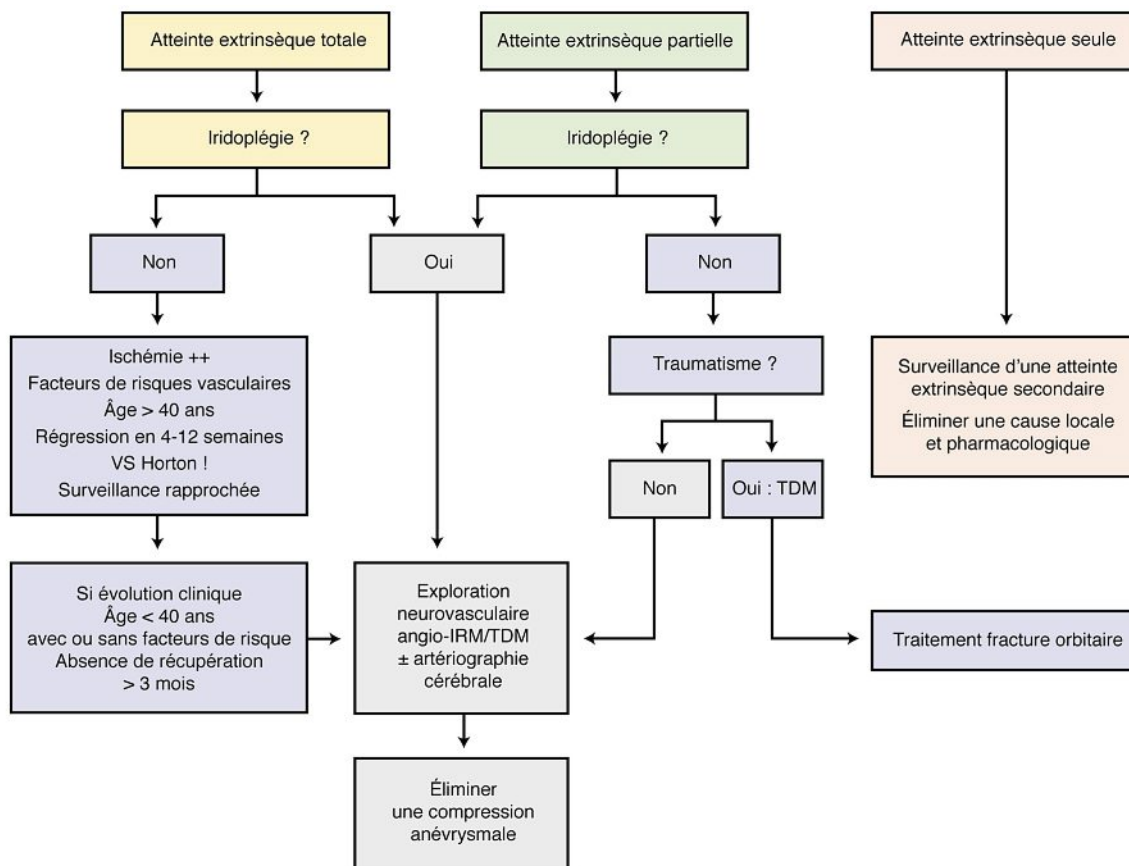 Atteinte extrinsèque totale
Atteinte extrinsèque partielle
Atteinte extrinsèque seule
Iridoplégie ?
Iridoplégie ?
Non
Oui
Non
Ischémie ++
Facteurs de risques vasculaires
Âge > 40 ans
Régression en 4-12 semaines
VS Horton !
Surveillance rapprochée
Traumatisme ?
Surveillance d'une atteinte
extrinsèque secondaire
Éliminer une cause locale
et pharmacologique
Non
Oui : TDM
Si évolution clinique
Âge < 40 ans
avec ou sans facteurs de risque
Absence de récupération
> 3 mois
Exploration
neurovasculaire
angio-IRM/TDM
± artériographie
cérébrale
Traitement fracture orbitaire
Éliminer
une compression
anévrysmale